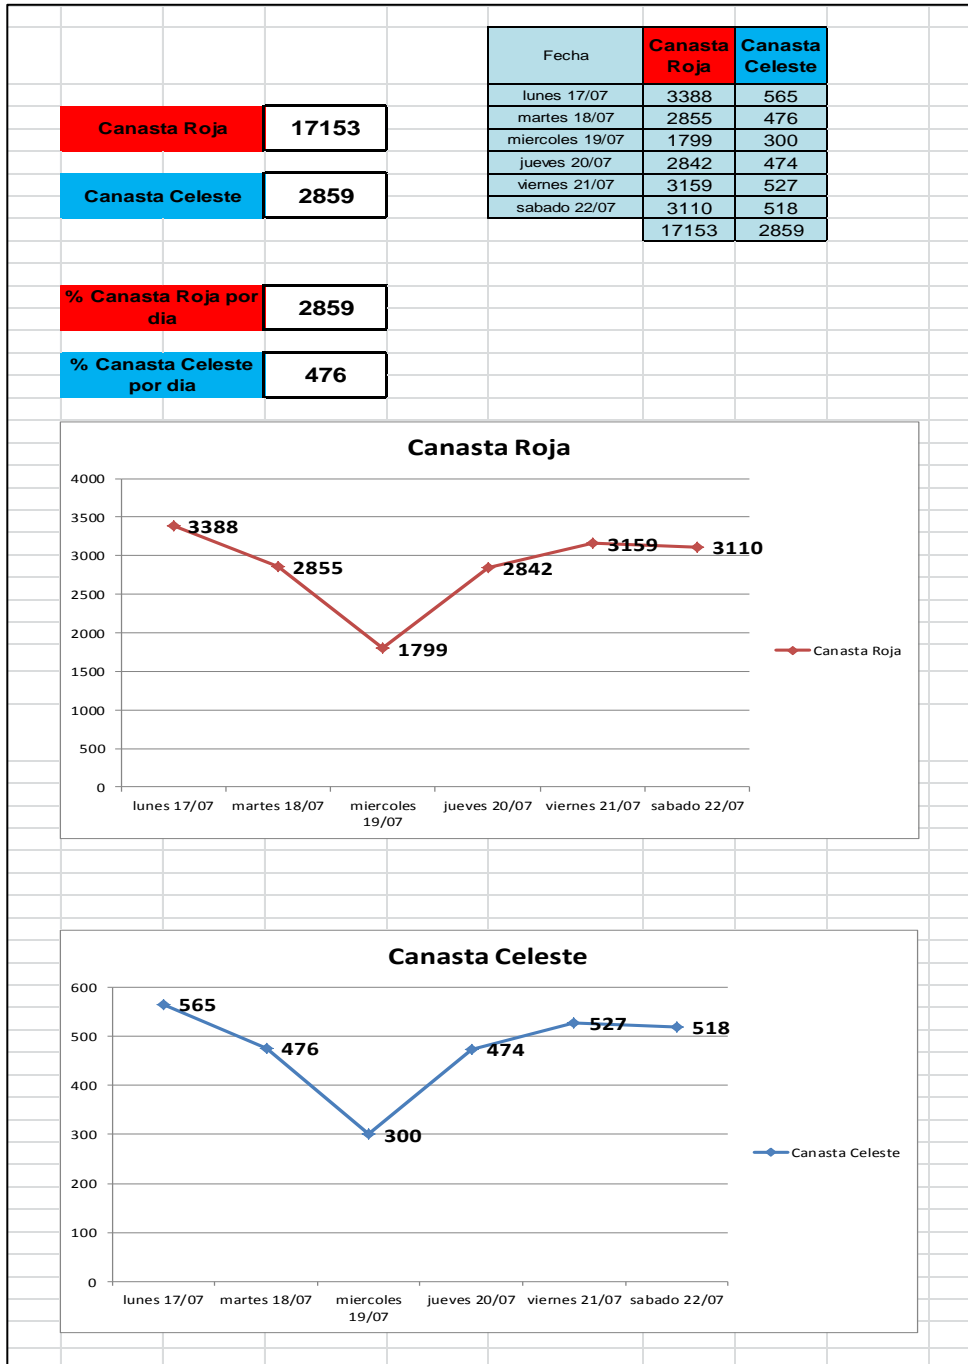 Fecha Canasta Roja Canasta Celeste
lunes 17/07 3388 565
martes 18/07 2855 476
miercoles 19/07 1799 300
jueves 20/07 2842 474
viernes 21/07 3159 527
sabado 22/07 3110 518
17153 2859
Canasta Roja 17153
Canasta Celeste 2859
% Canasta Roja por
dia
2859
% Canasta Celeste
por dia
476
Canasta Roja
4000
3500
3000
2500
2000
1500
1000
500
0
3388
2855
1799
2842
3159
3110
Canasta Roja
lunes 17/07
martes 18/07
miercoles
19/07
jueves 20/07
viernes 21/07
sabado 22/07
Canasta Celeste
600
500
400
300
200
100
0
565
476
300
474
527
518
Canasta Celeste
lunes 17/07
martes 18/07
miercoles
19/07
jueves 20/07
viernes 21/07
sabado 22/07